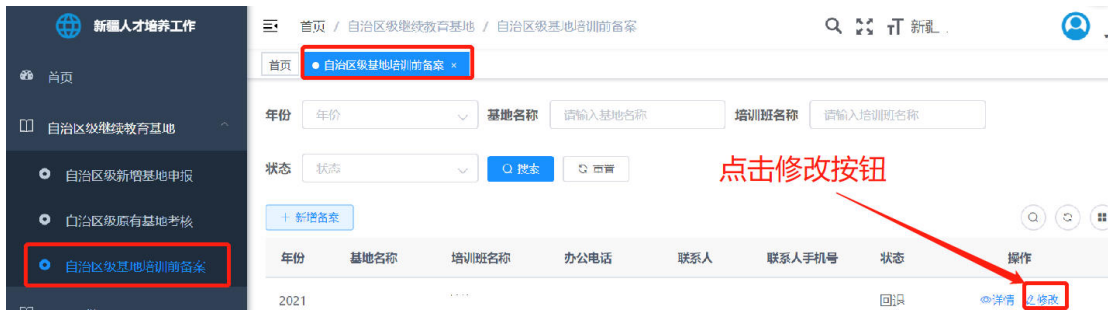 新疆人才培养工作
首页 / 自治区级继续教育基地 / 自治区级基地培训前备案
新疆
首页
自治区级基地培训前备案 ×
首页
自治区级继续教育基地
自治区级新增基地申报
自治区级原有基地考核
自治区级基地培训前备案
年份 年份 基地名称 请输入基地名称 培训班名称 请输入培训班名称
状态 状态 搜索 重置
点击修改按钮
+ 新增备案
年份 基地名称 培训班名称 办公电话 联系人 联系人手机号 状态 操作
2021 详情 修改